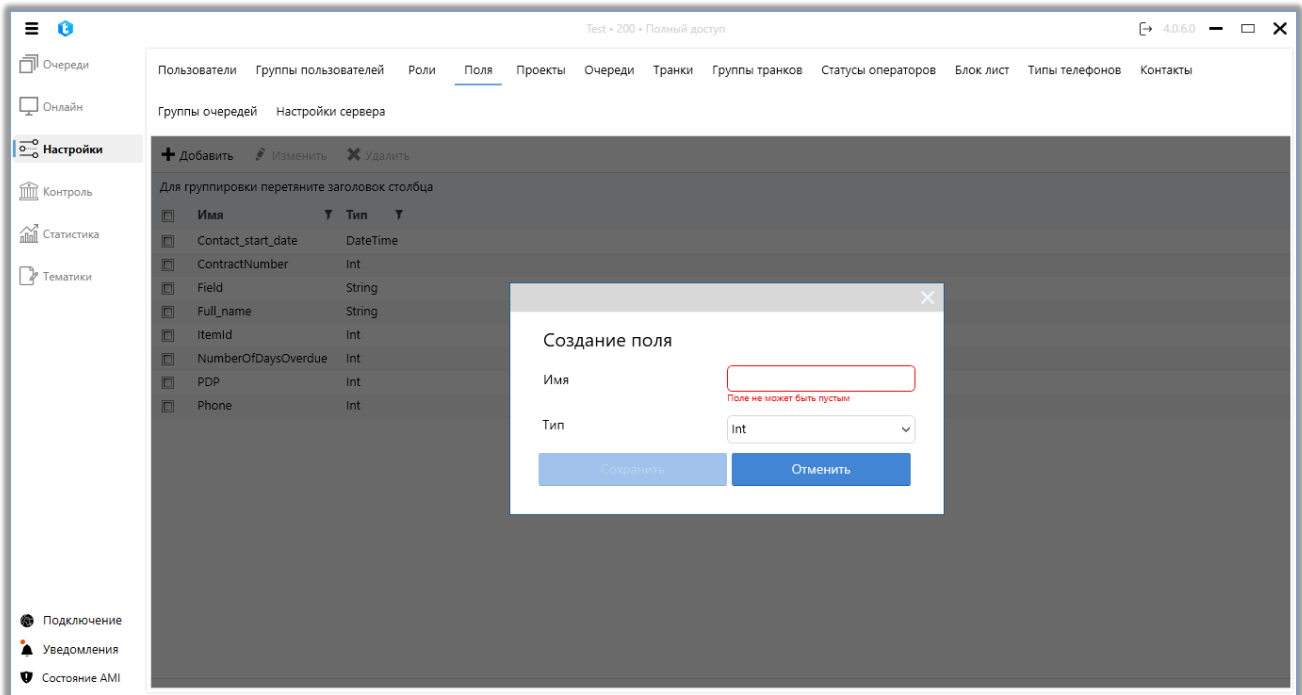 Test • 200 • Полный доступ
4.0.6.0
Очереди
Онлайн
Настройки
Контроль
Статистика
Тематики
Подключение
Уведомления
Состояние AMI
Пользователи Группы пользователей Роли Поля Проекты Очереди Транки Группы транков Статусы операторов Блок лист Типы телефонов Контакты
Группы очередей Настройки сервера
Добавить Изменить Удалить
Для группировки перетяните заголовок столбца
Имя Тип
Contact_start_date DateTime
ContractNumber Int
Field String
Full_name String
ItemId Int
NumberOfDaysOverdue Int
PDP Int
Phone Int
Создание поля
Имя
Поле не может быть пустым
Тип Int
Сохранить Отменить